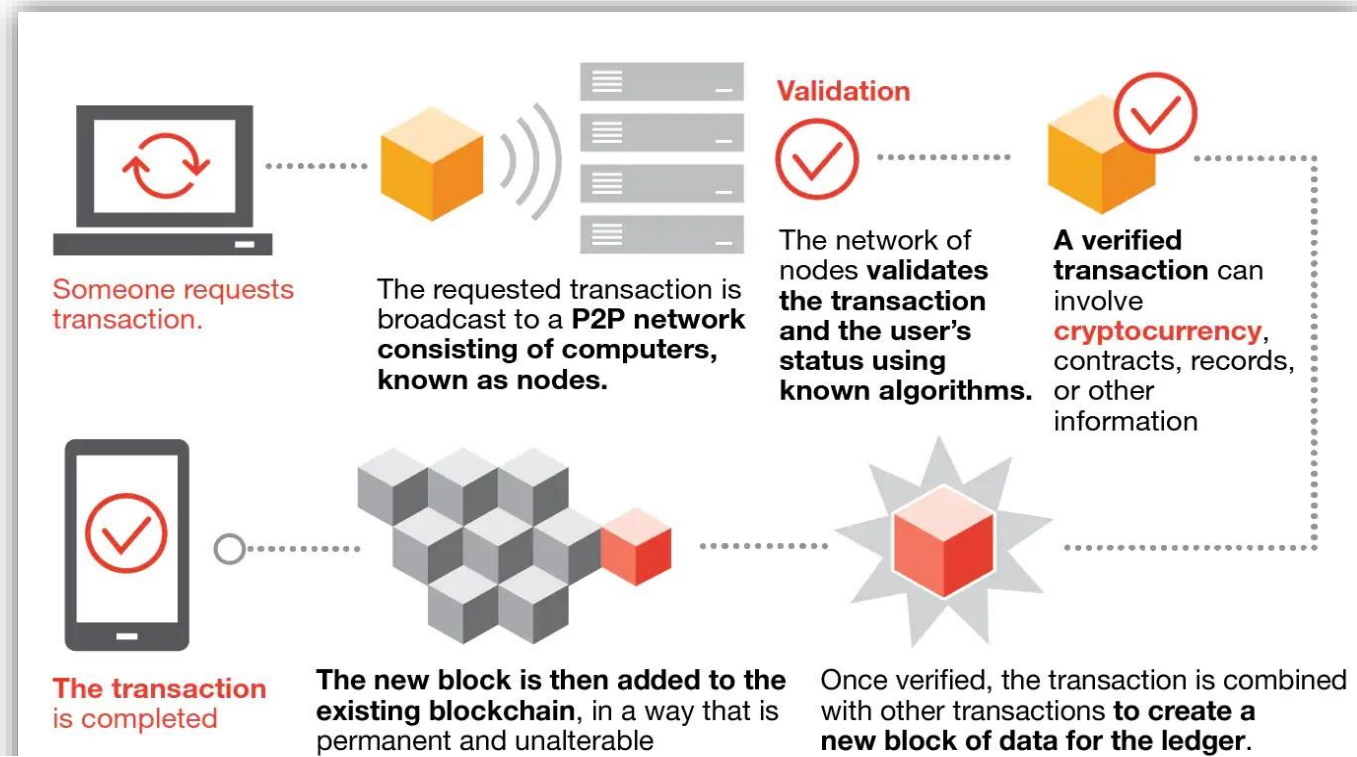 Someone requests
transaction.
The requested transaction is
broadcast to a P2P network
consisting of computers,
known as nodes.
Validation
The network of
nodes validates
the transaction
and the user's
status using
known algorithms.
A verified
transaction can
involve
cryptocurrency,
contracts, records,
or other
information
Once verified, the transaction is combined
with other transactions to create a
new block of data for the ledger.
The new block is then added to the
existing blockchain, in a way that is
permanent and unalterable
The transaction
is completed